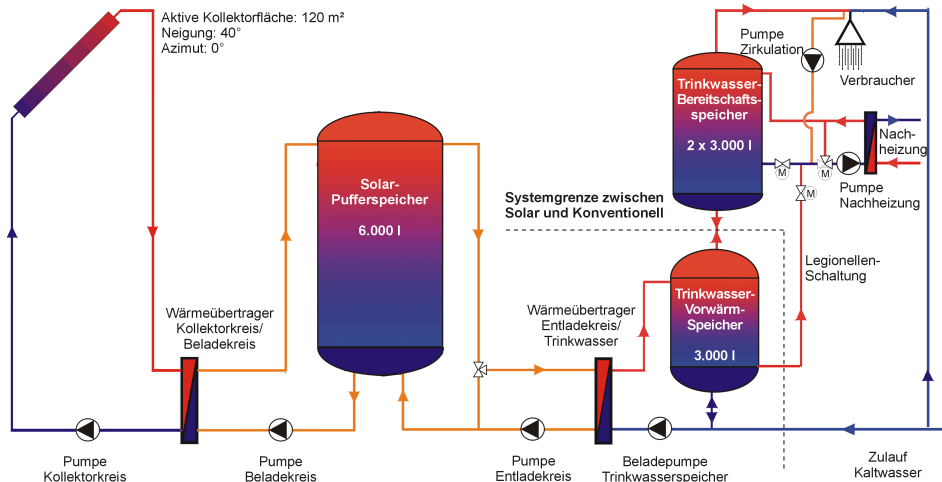 Aktive Kollektorfläche: 120 m²
Neigung: 40°
Azimut: 0°
Pumpe
Zirkulation
Verbraucher
Trinkwasser-
Bereitschafts-
speicher
2 x 3.000 l
Nach-
heizung
M
M
M
Pumpe
Nachheizung
Solar-
Pufferspeicher
6.000 l
Systemgrenze zwischen
Solar und Konventionell
Legionellen-
Schaltung
Wärmeübertrager
Kollektorkreis/
Beladekreis
Wärmeübertrager
Entladekreis/
Trinkwasser
Trinkwasser-
Vorwärm-
Speicher
3.000 l
Pumpe
Kollektorkreis
Pumpe
Beladekreis
Pumpe
Entladekreis
Beladepumpe
Trinkwasserspeicher
Zulauf
Kaltwasser